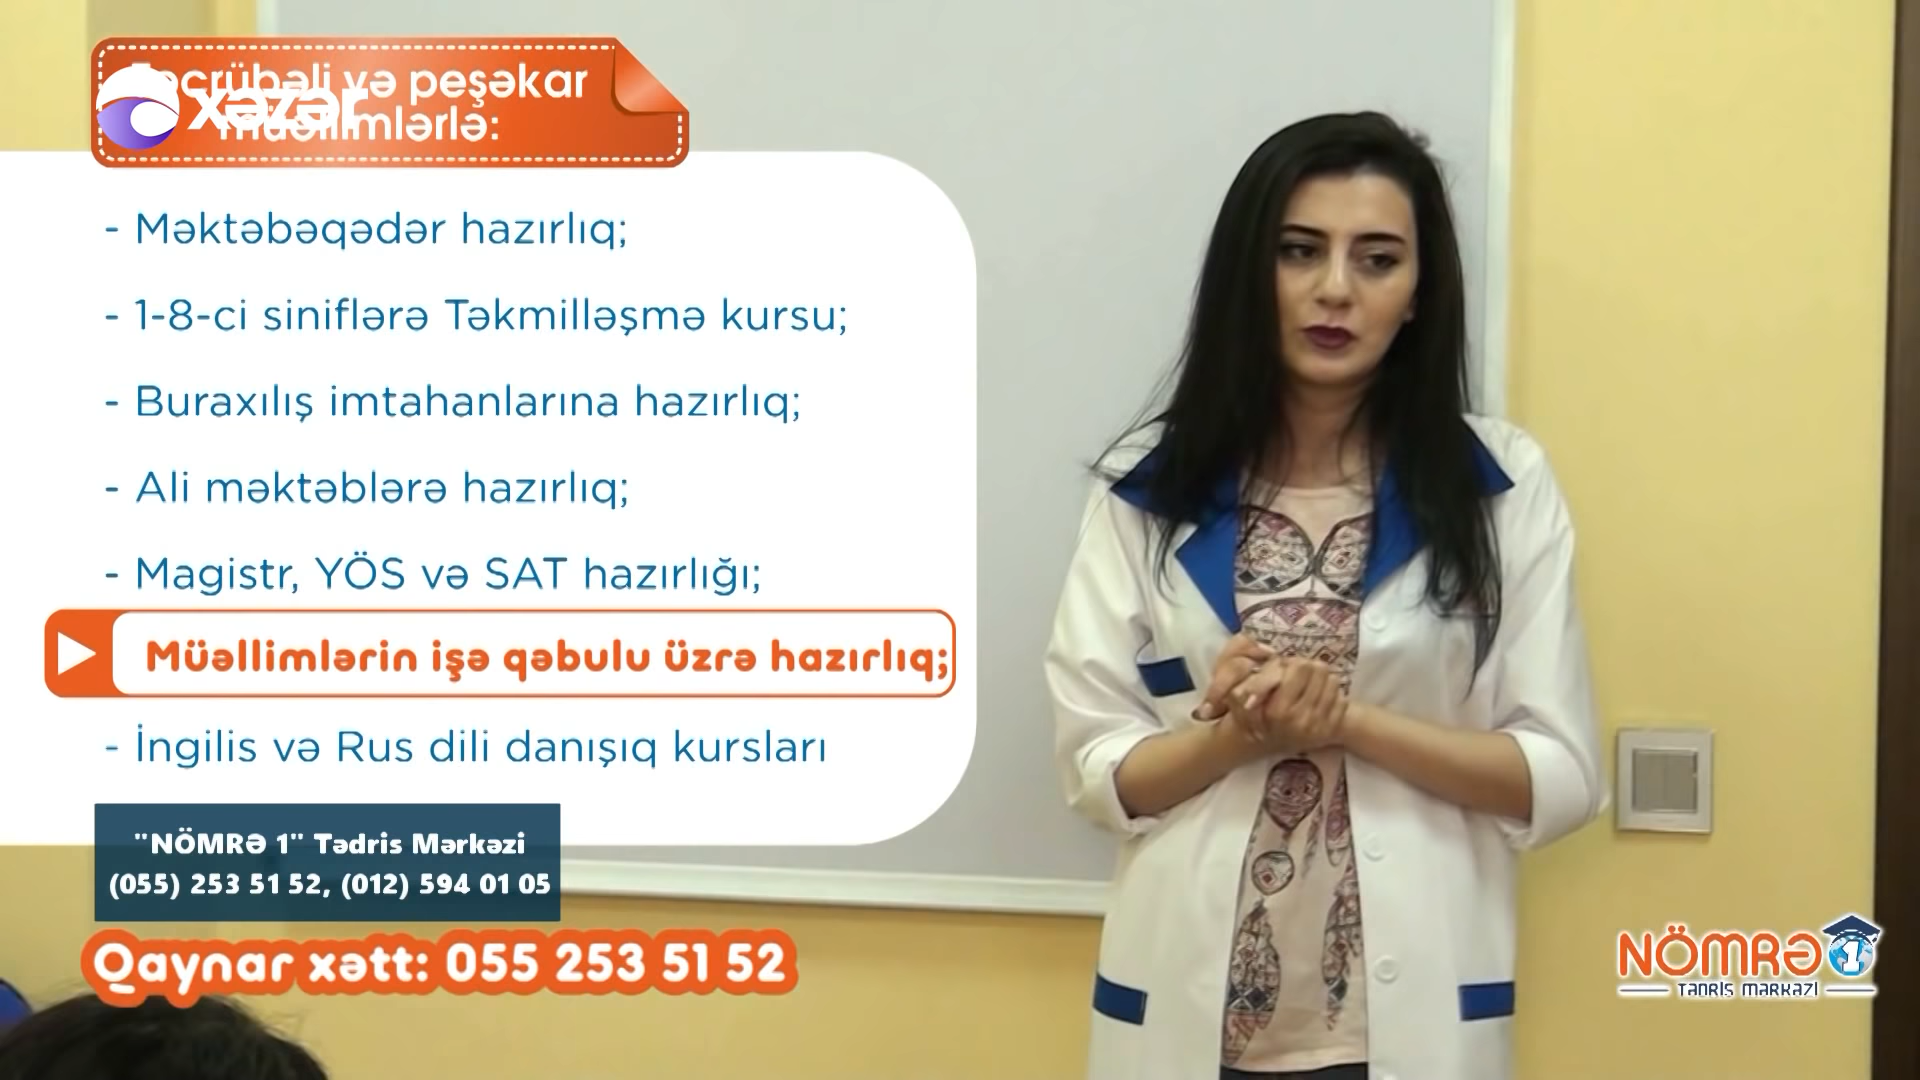 Təcrübəli və peşəkar
müəllimlərlə:
xəzər
- Məktəbəqədər hazırlıq;
- 1-8-ci siniflərə Təkmilləşmə kursu;
- Buraxılış imtahanlarına hazırlıq;
- Ali məktəblərə hazırlıq;
- Magistr, YÖS və SAT hazırlığı;
Müəllimlərin işə qəbulu üzrə hazırlıq;
- İngilis və Rus dili danışıq kursları
"NÖMRƏ 1" Tədris Mərkəzi
(055) 253 51 52, (012) 594 01 05
Qaynar xətt: 055 253 51 52
NÖMRƏ 1
TƏDRİS MƏRKƏZİ